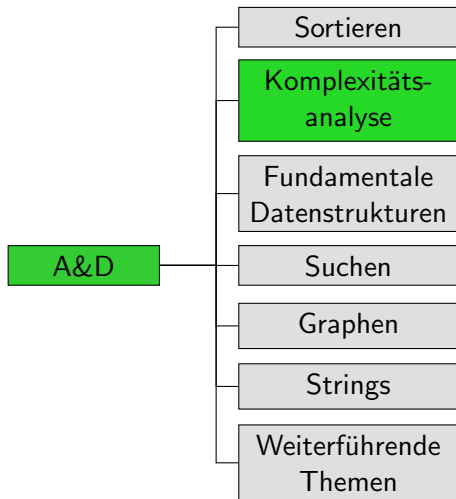 Sortieren
Komplexitäts-
analyse
Fundamentale
Datenstrukturen
A&D
Suchen
Graphen
Strings
Weiterführende
Themen